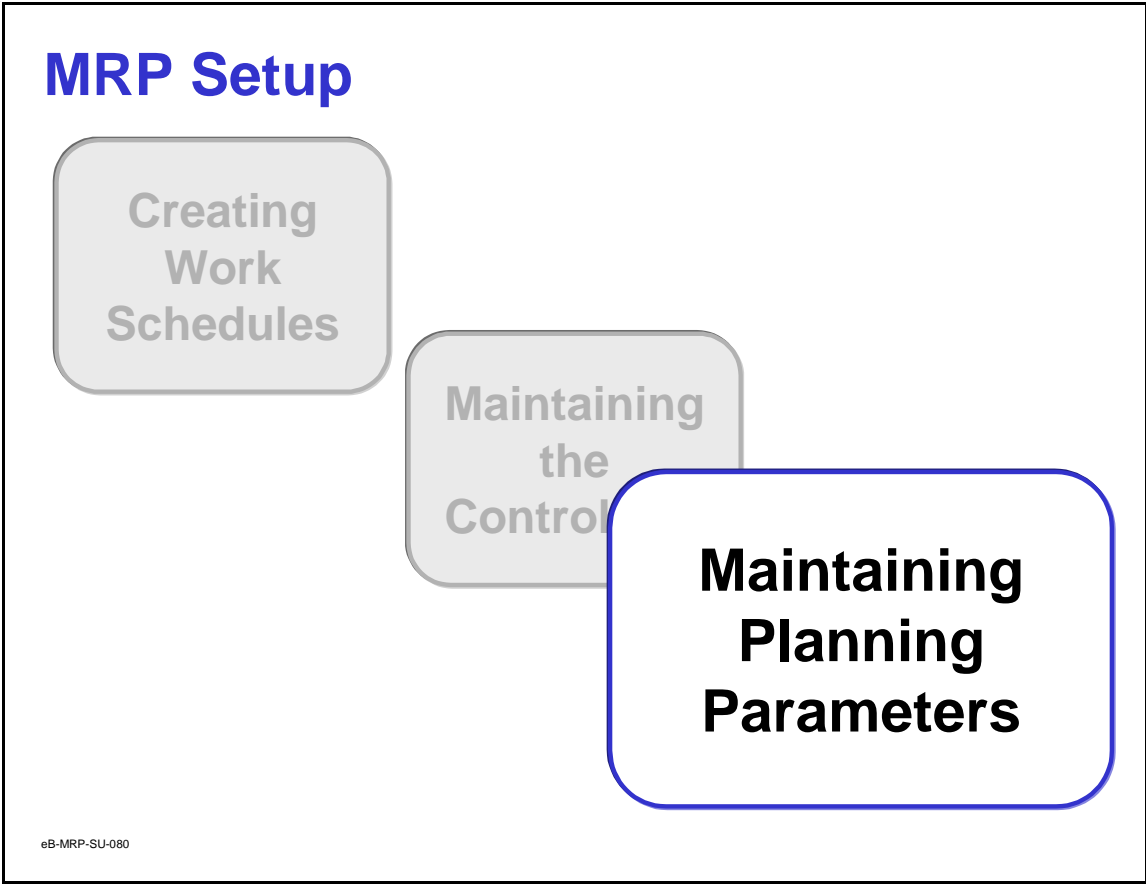 MRP Setup
Creating
Work
Schedules
Maintaining
the
Maintaining
Planning
Parameters
eB-MRP-SU-080